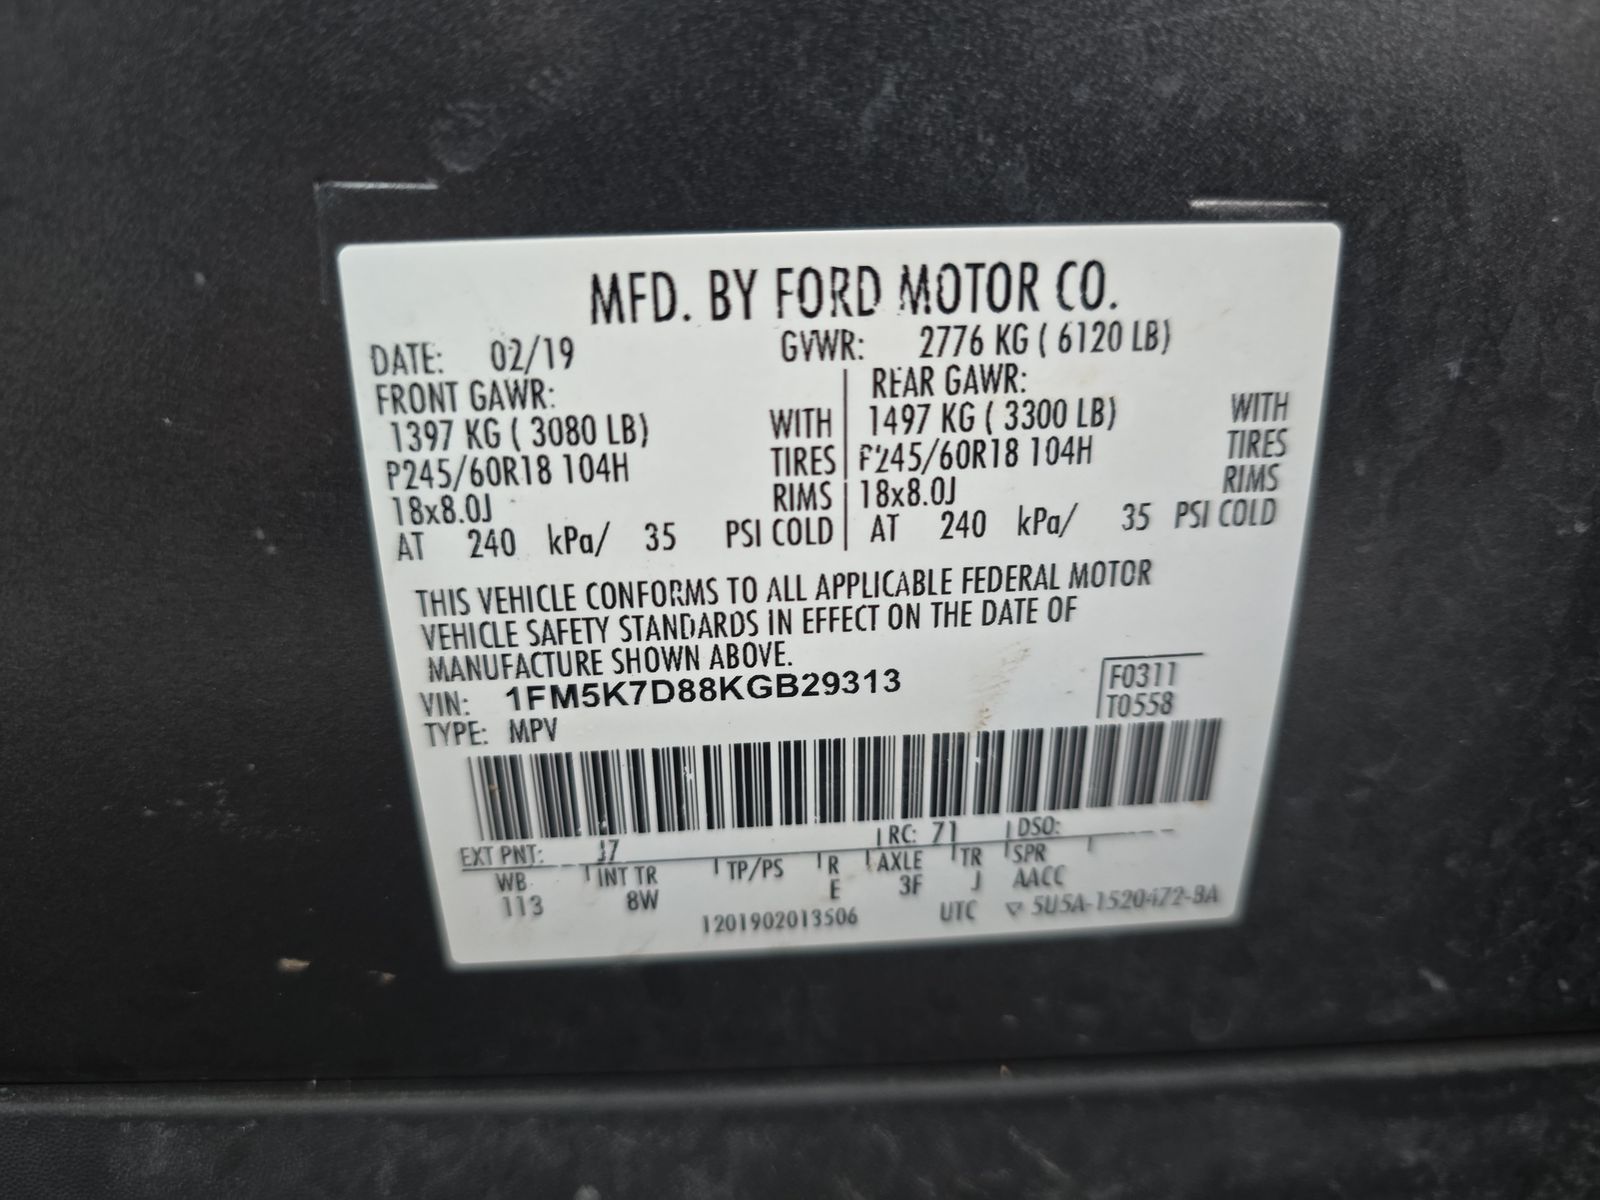 MFD. BY FORD MOTOR CO.
DATE: 02/19 GVWR: 2776 KG ( 6120 LB)
FRONT GAWR: REAR GAWR:
1397 KG ( 3080 LB) WITH 1497 KG ( 3300 LB) WITH
P245/60R18 104H TIRES P245/60R18 104H TIRES
18x8.0J RIMS 18x8.0J RIMS
AT 240 kPa/ 35 PSI COLD AT 240 kPa/ 35 PSI COLD
THIS VEHICLE CONFORMS TO ALL APPLICABLE FEDERAL MOTOR
VEHICLE SAFETY STANDARDS IN EFFECT ON THE DATE OF
MANUFACTURE SHOWN ABOVE.
VIN: 1FM5K7D88KGB29313 F0311
TYPE: MPV T0558
EXT PNT: J7 RC: 71 DSO:
WB INT TR TP/PS R AXLE TR SPR
113 8W E 3F J AACC
1201902013506 UTC ▽ 5U5A-1520472-BA